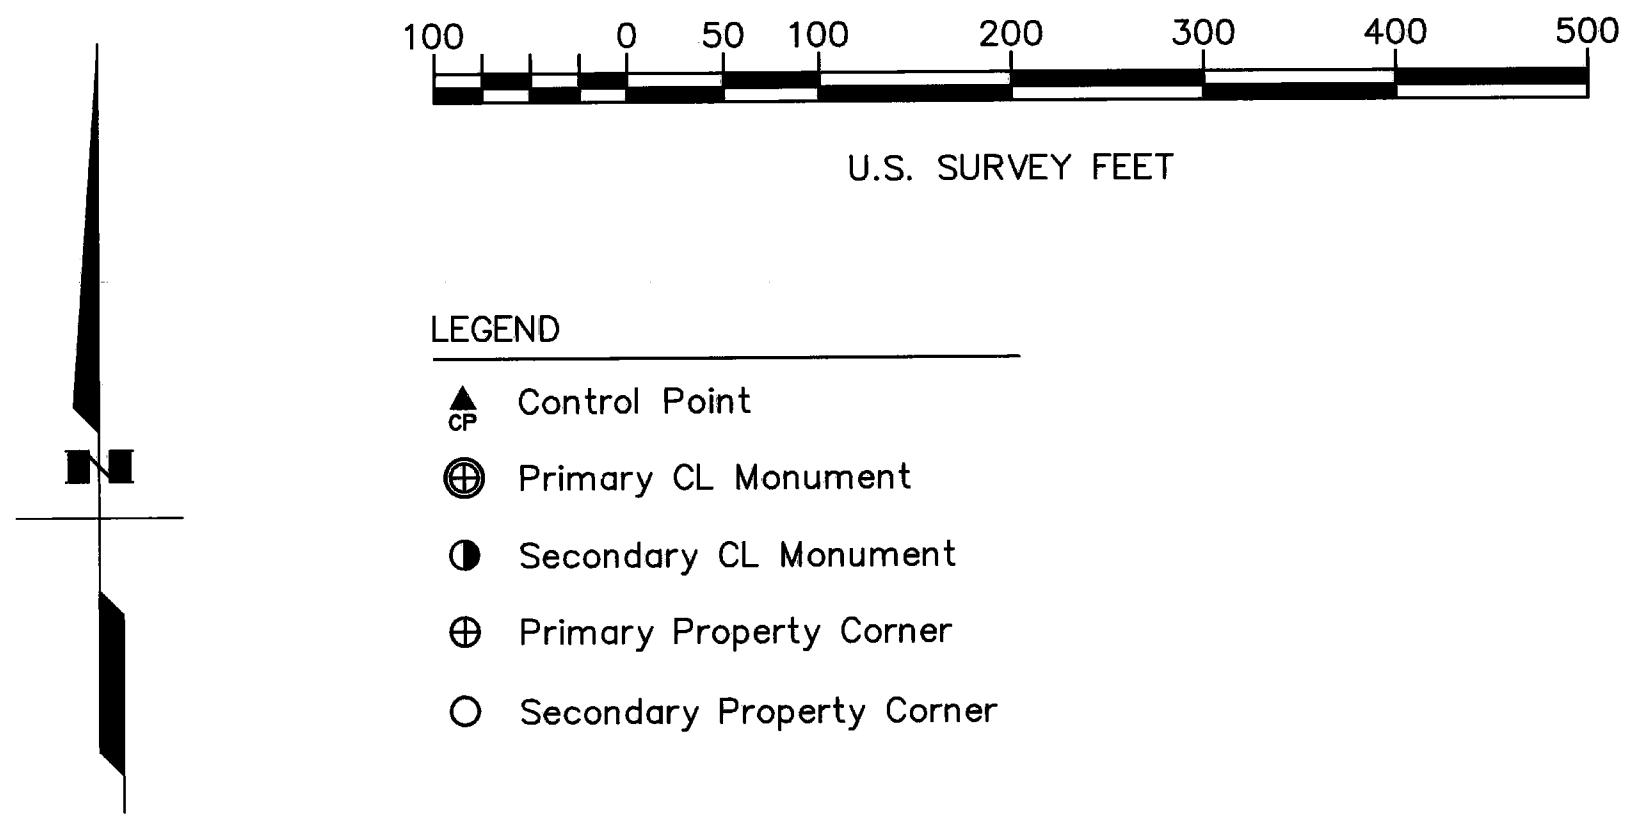 100 0 50 100 200 300 400 500
U.S. SURVEY FEET
LEGEND
CP Control Point
Primary CL Monument
Secondary CL Monument
Primary Property Corner
Secondary Property Corner
N